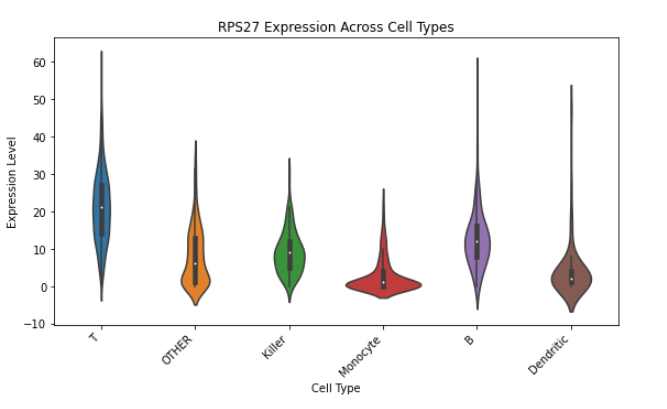 RPS27 Expression Across Cell Types
Expression Level
60
50
40
30
20
10
0
−10
T
OTHER
Killer
Monocyte
B
Dendritic
Cell Type